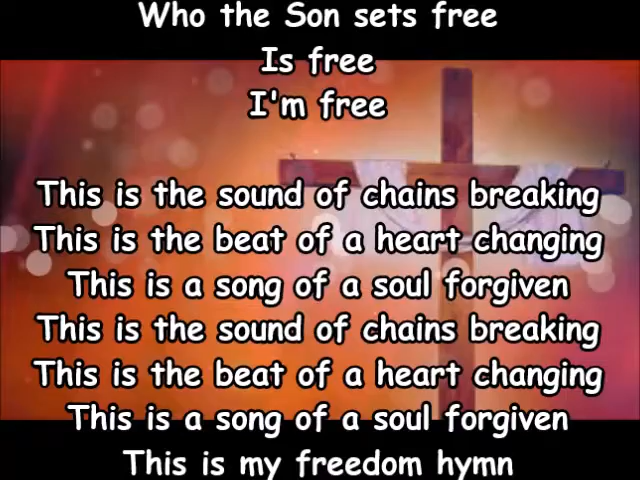 Who the Son sets free
Is free
I'm free
This is the sound of chains breaking
This is the beat of a heart changing
This is a song of a soul forgiven
This is the sound of chains breaking
This is the beat of a heart changing
This is a song of a soul forgiven
This is my freedom hymn